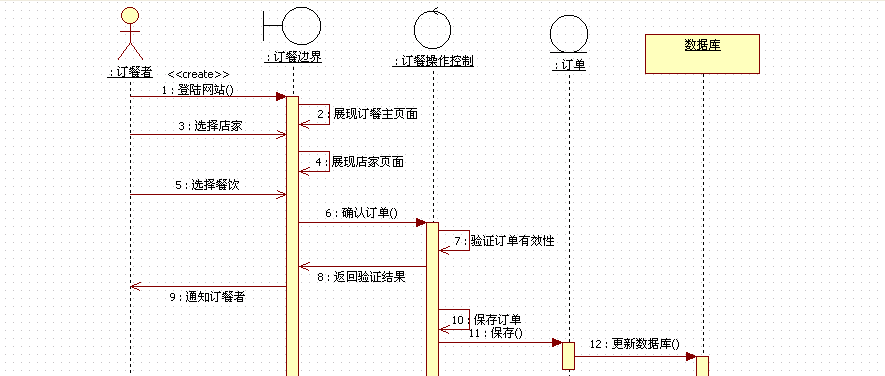 数据库
: 订餐者
: 订餐边界
: 订餐操作控制
: 订单
<<create>>
1 : 登陆网站()
2 : 展现订餐主页面
3 : 选择店家
4 : 展现店家页面
5 : 选择餐饮
6 : 确认订单()
7 : 验证订单有效性
8 : 返回验证结果
9 : 通知订餐者
10 : 保存订单
11 : 保存()
12 : 更新数据库()